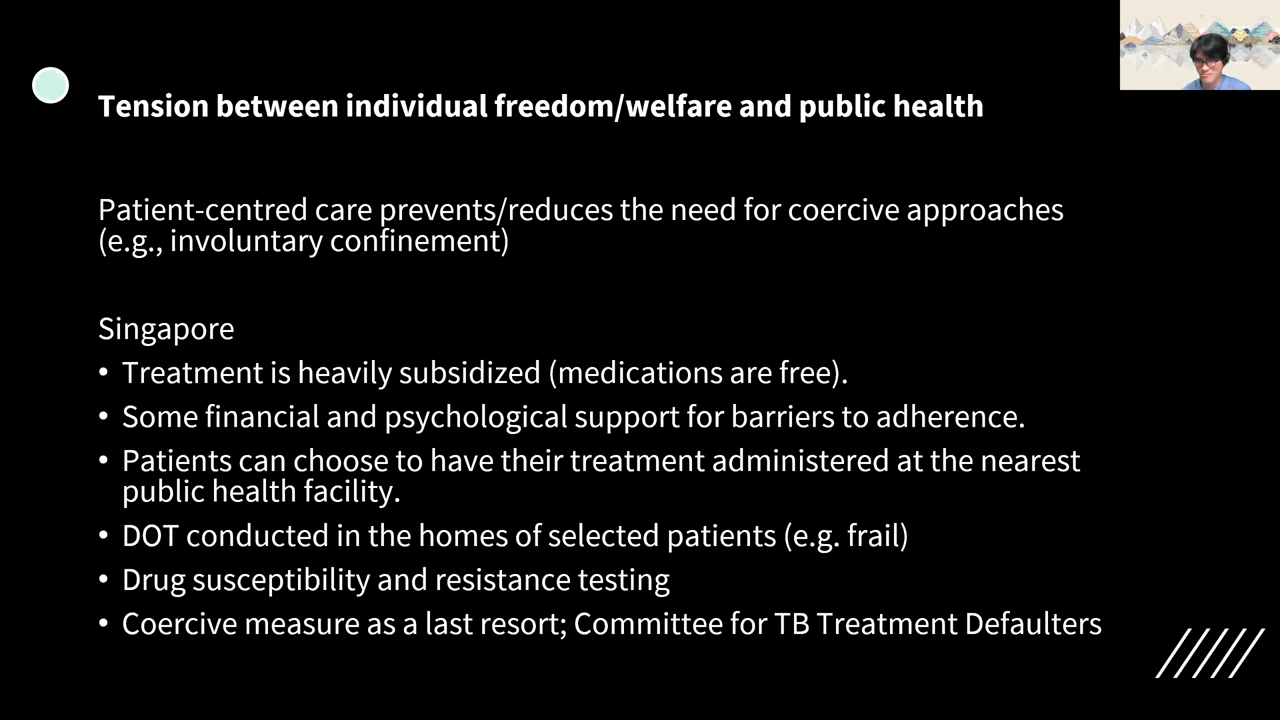 Tension between individual freedom/welfare and public health
Patient-centred care prevents/reduces the need for coercive approaches
(e.g., involuntary confinement)
Singapore
• Treatment is heavily subsidized (medications are free).
• Some financial and psychological support for barriers to adherence.
• Patients can choose to have their treatment administered at the nearest
public health facility.
• DOT conducted in the homes of selected patients (e.g. frail)
• Drug susceptibility and resistance testing
• Coercive measure as a last resort; Committee for TB Treatment Defaulters